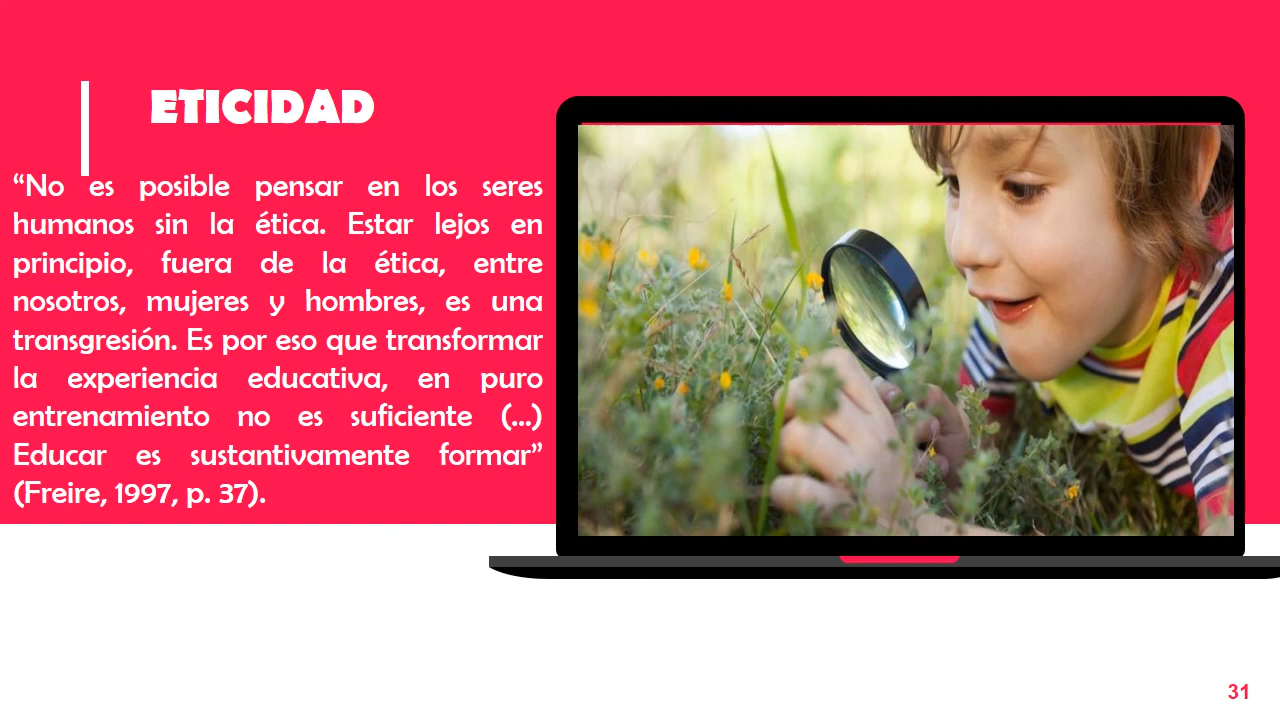 ETICIDAD
“No es posible pensar en los seres
humanos sin la ética. Estar lejos en
principio, fuera de la ética, entre
nosotros, mujeres y hombres, es una
transgresión. Es por eso que transformar
la experiencia educativa, en puro
entrenamiento no es suficiente (...)
Educar es sustantivamente formar”
(Freire, 1997, p. 37).
31